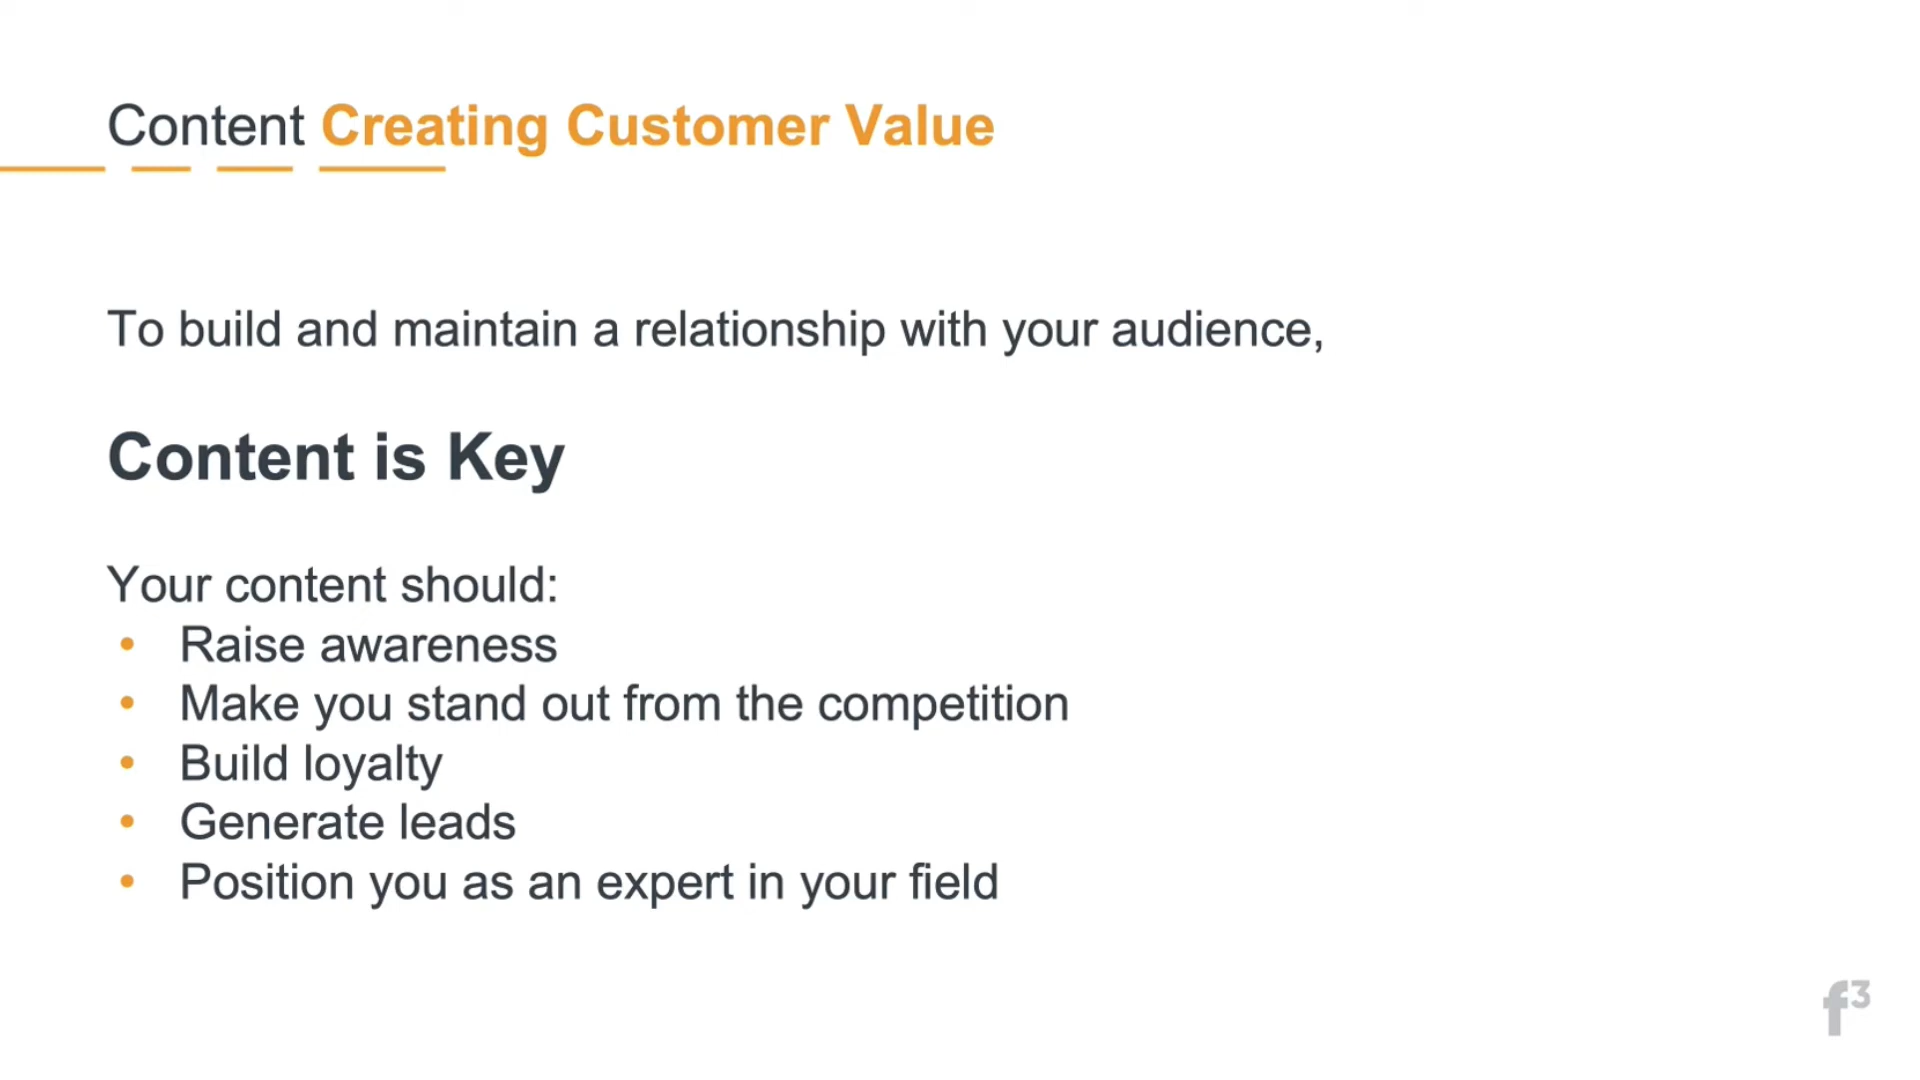 Content Creating Customer Value
To build and maintain a relationship with your audience,
Content is Key
Your content should:
• Raise awareness
• Make you stand out from the competition
• Build loyalty
• Generate leads
• Position you as an expert in your field
f³